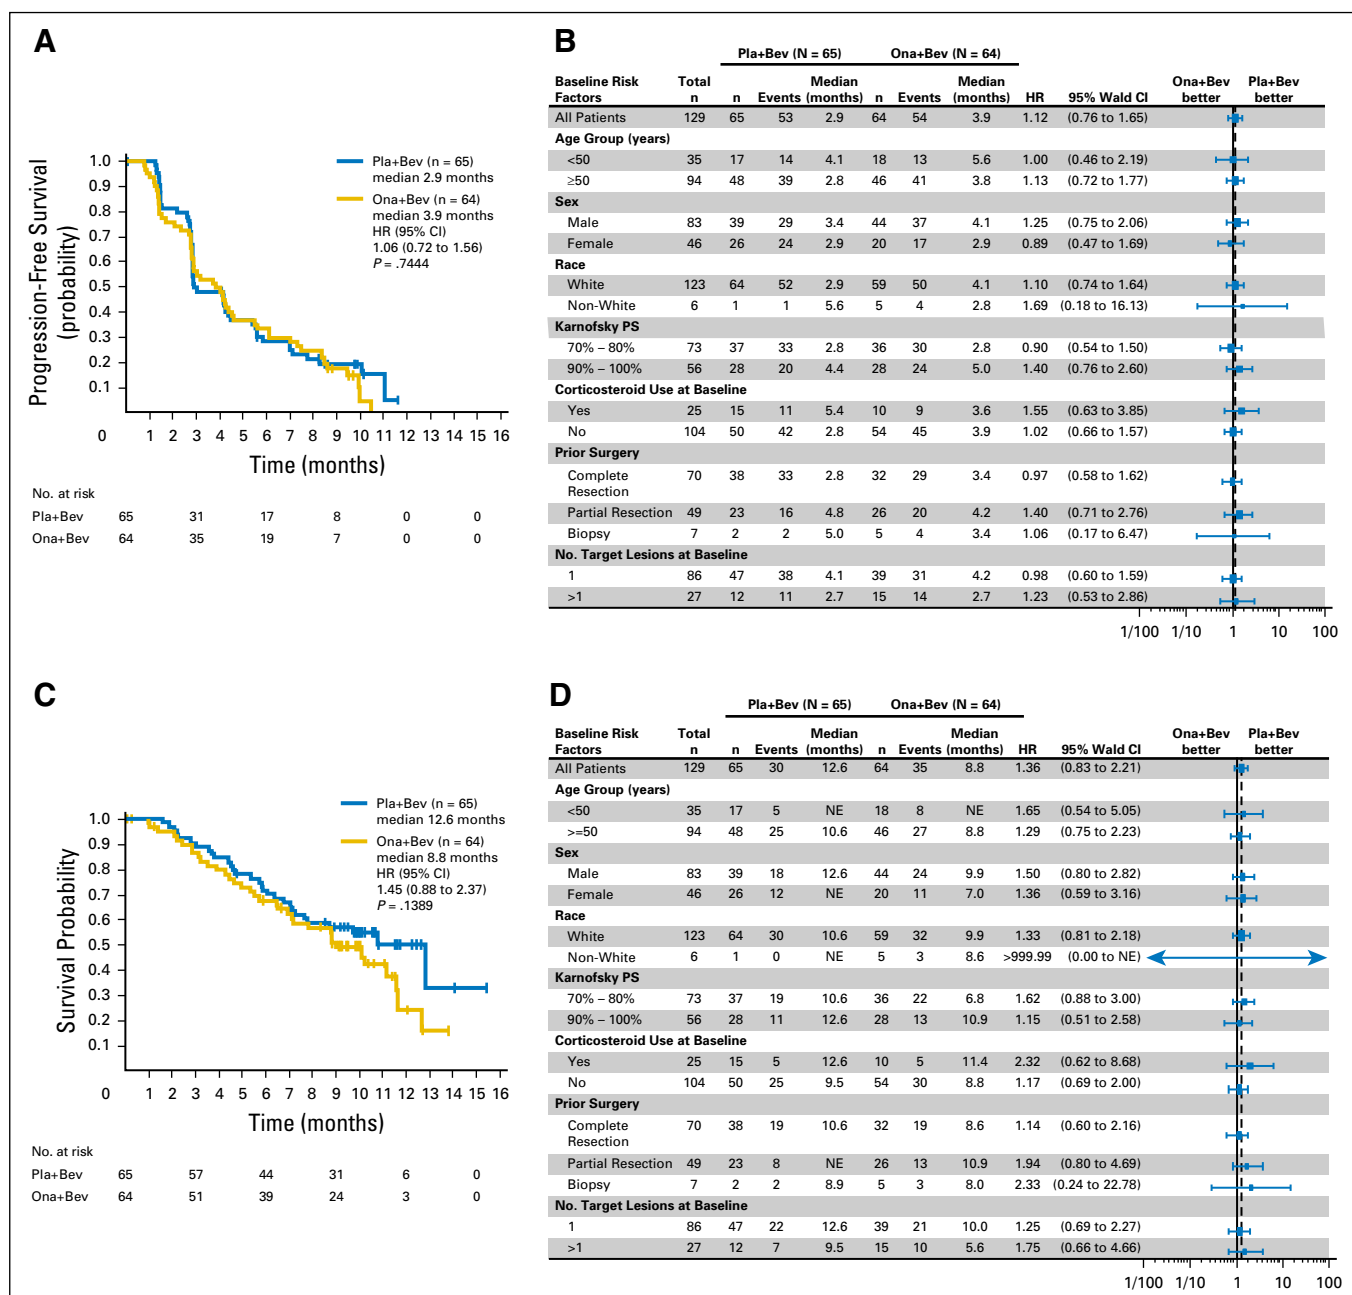 A
1.0
0.9
0.8
0.7
0.6
0.5
0.4
0.3
0.2
0.1
Progression-Free Survival
(probability)
Pla+Bev (n = 65)
median 2.9 months
Ona+Bev (n = 64)
median 3.9 months
HR (95% CI)
1.06 (0.72 to 1.56)
P = .7444
0 1 2 3 4 5 6 7 8 9 10 11 12 13 14 15 16
Time (months)
No. at risk
Pla+Bev 65 31 17 8 0 0
Ona+Bev 64 35 19 7 0 0
B
Pla+Bev (N = 65) Ona+Bev (N = 64)
Baseline Risk Total Median Median Ona+Bev Pla+Bev
Factors n n Events (months) n Events (months) HR 95% Wald CI better better
All Patients 129 65 53 2.9 64 54 3.9 1.12 (0.76 to 1.65)
Age Group (years)
<50 35 17 14 4.1 18 13 5.6 1.00 (0.46 to 2.19)
≥50 94 48 39 2.8 46 41 3.8 1.13 (0.72 to 1.77)
Sex
Male 83 39 29 3.4 44 37 4.1 1.25 (0.75 to 2.06)
Female 46 26 24 2.9 20 17 2.9 0.89 (0.47 to 1.69)
Race
White 123 64 52 2.9 59 50 4.1 1.10 (0.74 to 1.64)
Non-White 6 1 1 5.6 5 4 2.8 1.69 (0.18 to 16.13)
Karnofsky PS
70% – 80% 73 37 33 2.8 36 30 2.8 0.90 (0.54 to 1.50)
90% – 100% 56 28 20 4.4 28 24 5.0 1.40 (0.76 to 2.60)
Corticosteroid Use at Baseline
Yes 25 15 11 5.4 10 9 3.6 1.55 (0.63 to 3.85)
No 104 50 42 2.8 54 45 3.9 1.02 (0.66 to 1.57)
Prior Surgery
Complete 70 38 33 2.8 32 29 3.4 0.97 (0.58 to 1.62)
Resection
Partial Resection 49 23 16 4.8 26 20 4.2 1.40 (0.71 to 2.76)
Biopsy 7 2 2 5.0 5 4 3.4 1.06 (0.17 to 6.47)
No. Target Lesions at Baseline
1 86 47 38 4.1 39 31 4.2 0.98 (0.60 to 1.59)
>1 27 12 11 2.7 15 14 2.7 1.23 (0.53 to 2.86)
1/100 1/10 1 10 100
C
1.0
0.9
0.8
0.7
0.6
0.5
0.4
0.3
0.2
0.1
Survival Probability
Pla+Bev (n = 65)
median 12.6 months
Ona+Bev (n = 64)
median 8.8 months
HR (95% CI)
1.45 (0.88 to 2.37)
P = .1389
0 1 2 3 4 5 6 7 8 9 10 11 12 13 14 15 16
Time (months)
No. at risk
Pla+Bev 65 57 44 31 6 0
Ona+Bev 64 51 39 24 3 0
D
Pla+Bev (N = 65) Ona+Bev (N = 64)
Baseline Risk Total Median Median Ona+Bev Pla+Bev
Factors n n Events (months) n Events (months) HR 95% Wald CI better better
All Patients 129 65 30 12.6 64 35 8.8 1.36 (0.83 to 2.21)
Age Group (years)
<50 35 17 5 NE 18 8 NE 1.65 (0.54 to 5.05)
>=50 94 48 25 10.6 46 27 8.8 1.29 (0.75 to 2.23)
Sex
Male 83 39 18 12.6 44 24 9.9 1.50 (0.80 to 2.82)
Female 46 26 12 NE 20 11 7.0 1.36 (0.59 to 3.16)
Race
White 123 64 30 10.6 59 32 9.9 1.33 (0.81 to 2.18)
Non-White 6 1 0 NE 5 3 8.6 >999.99 (0.00 to NE)
Karnofsky PS
70% – 80% 73 37 19 10.6 36 22 6.8 1.62 (0.88 to 3.00)
90% – 100% 56 28 11 12.6 28 13 10.9 1.15 (0.51 to 2.58)
Corticosteroid Use at Baseline
Yes 25 15 5 12.6 10 5 11.4 2.32 (0.62 to 8.68)
No 104 50 25 9.5 54 30 8.8 1.17 (0.69 to 2.00)
Prior Surgery
Complete 70 38 19 10.6 32 19 8.6 1.14 (0.60 to 2.16)
Resection
Partial Resection 49 23 8 NE 26 13 10.9 1.94 (0.80 to 4.69)
Biopsy 7 2 2 8.9 5 3 8.0 2.33 (0.24 to 22.78)
No. Target Lesions at Baseline
1 86 47 22 12.6 39 21 10.0 1.25 (0.69 to 2.27)
>1 27 12 7 9.5 15 10 5.6 1.75 (0.66 to 4.66)
1/100 1/10 1 10 100